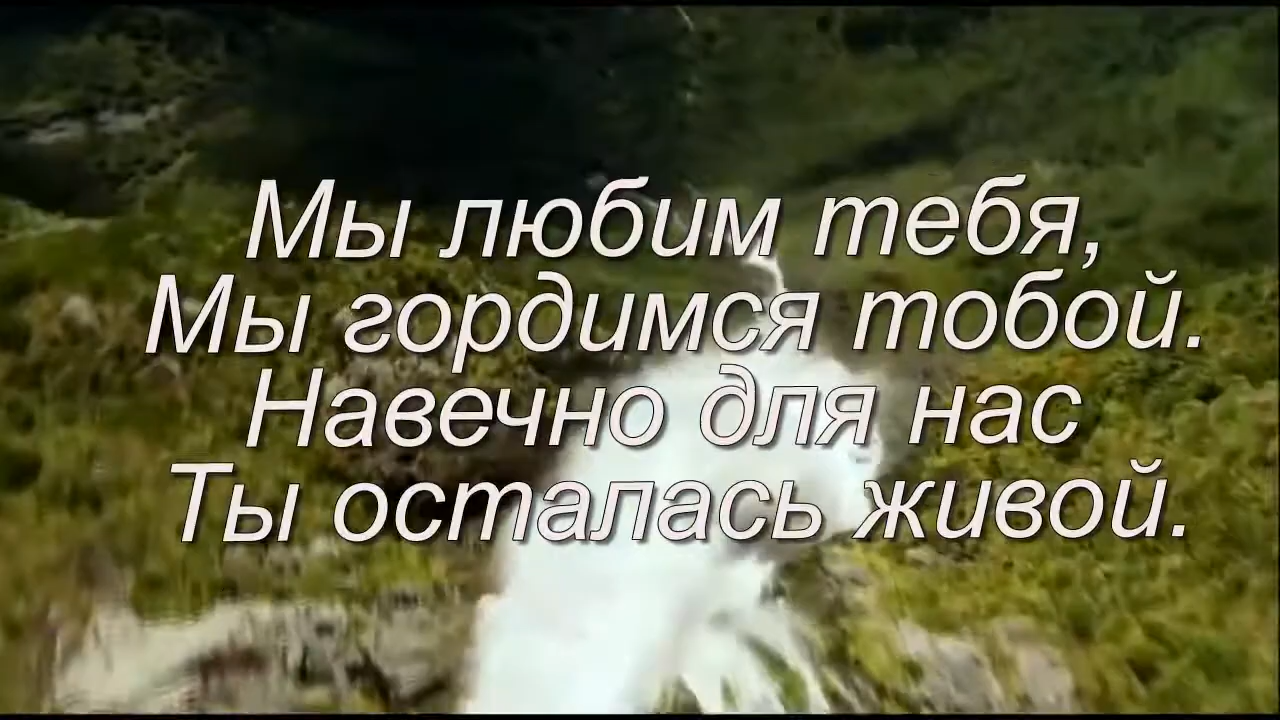 Мы любим тебя,
Мы гордимся тобой.
Навечно для нас
Ты осталась живой.